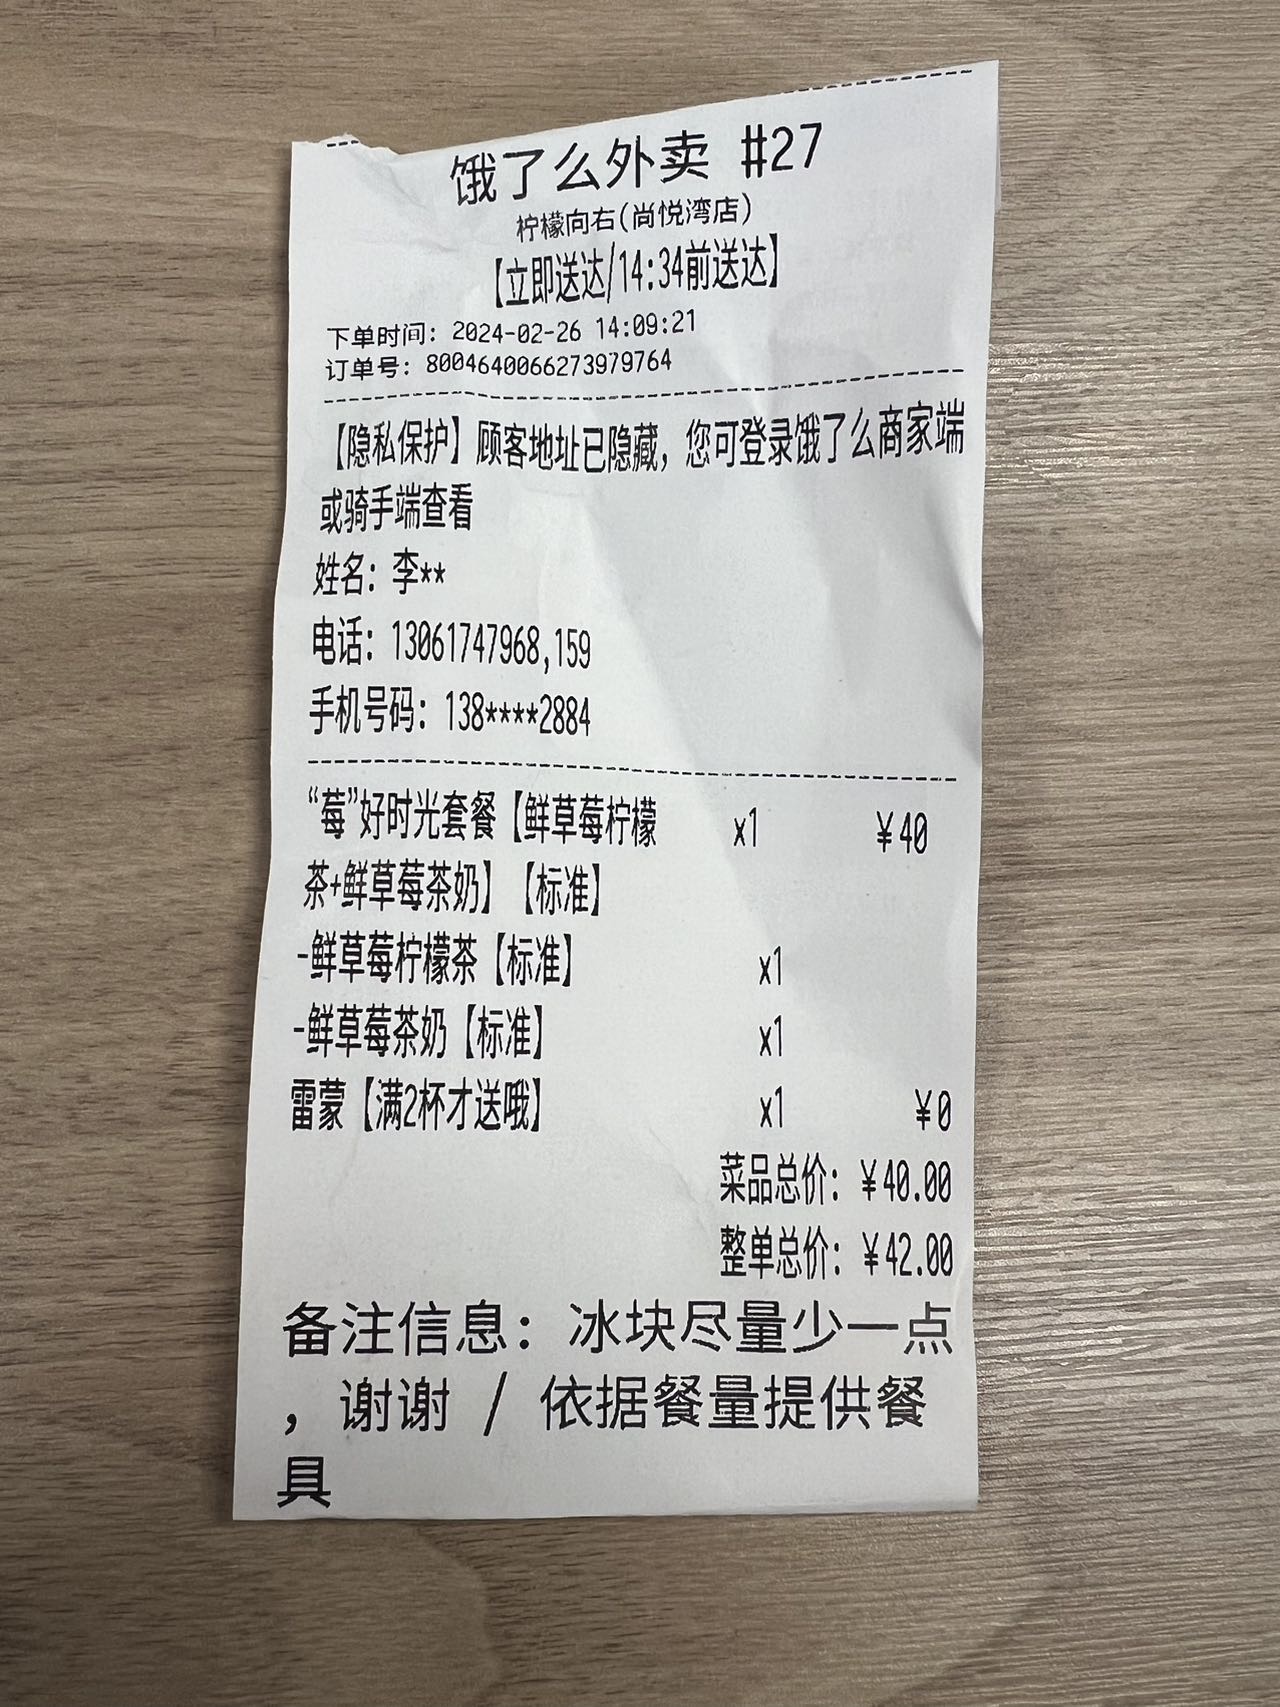 饿了么外卖 #27
柠檬向右(尚悦湾店)
【立即送达/14:34前送达】
下单时间: 2024-02-26 14:09:21
订单号: 8004640066273979764
【隐私保护】顾客地址已隐藏, 您可登录饿了么商家端
或骑手端查看
姓名: 李**
电话: 13061747968,159
手机号码: 138****2884
“莓”好时光套餐【鲜草莓柠檬 x1 ￥40
茶+鲜草莓茶奶】【标准】
-鲜草莓柠檬茶【标准】 x1
-鲜草莓茶奶【标准】 x1
雷蒙【满2杯才送哦】 x1 ￥0
菜品总价: ￥40.00
整单总价: ￥42.00
备注信息: 冰块尽量少一点
, 谢谢 / 依据餐量提供餐
具